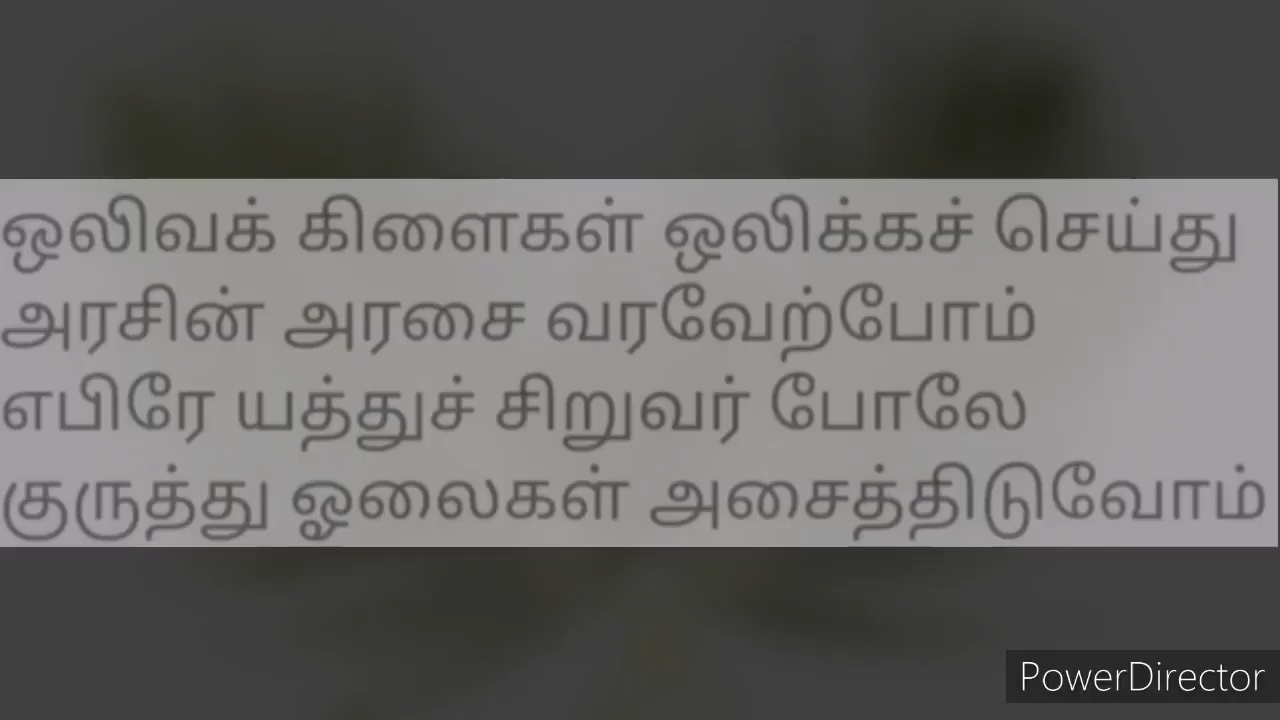 ஒலிவக் கிளைகள் ஒலிக்கச் செய்து
அரசின் அரசை வரவேற்போம்
எபிரே யத்துச் சிறுவர் போலே
குருத்து ஓலைகள் அசைத்திடுவோம்
PowerDirector